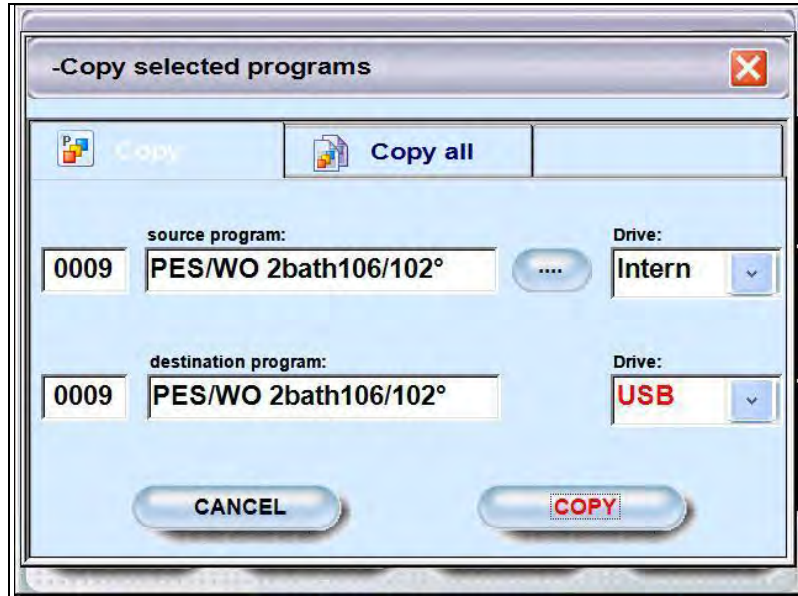 -Copy selected programs
Copy
Copy all
source program:
Drive:
0009
PES/WO 2bath106/102°
....
Intern
destination program:
Drive:
0009
PES/WO 2bath106/102°
USB
CANCEL
COPY